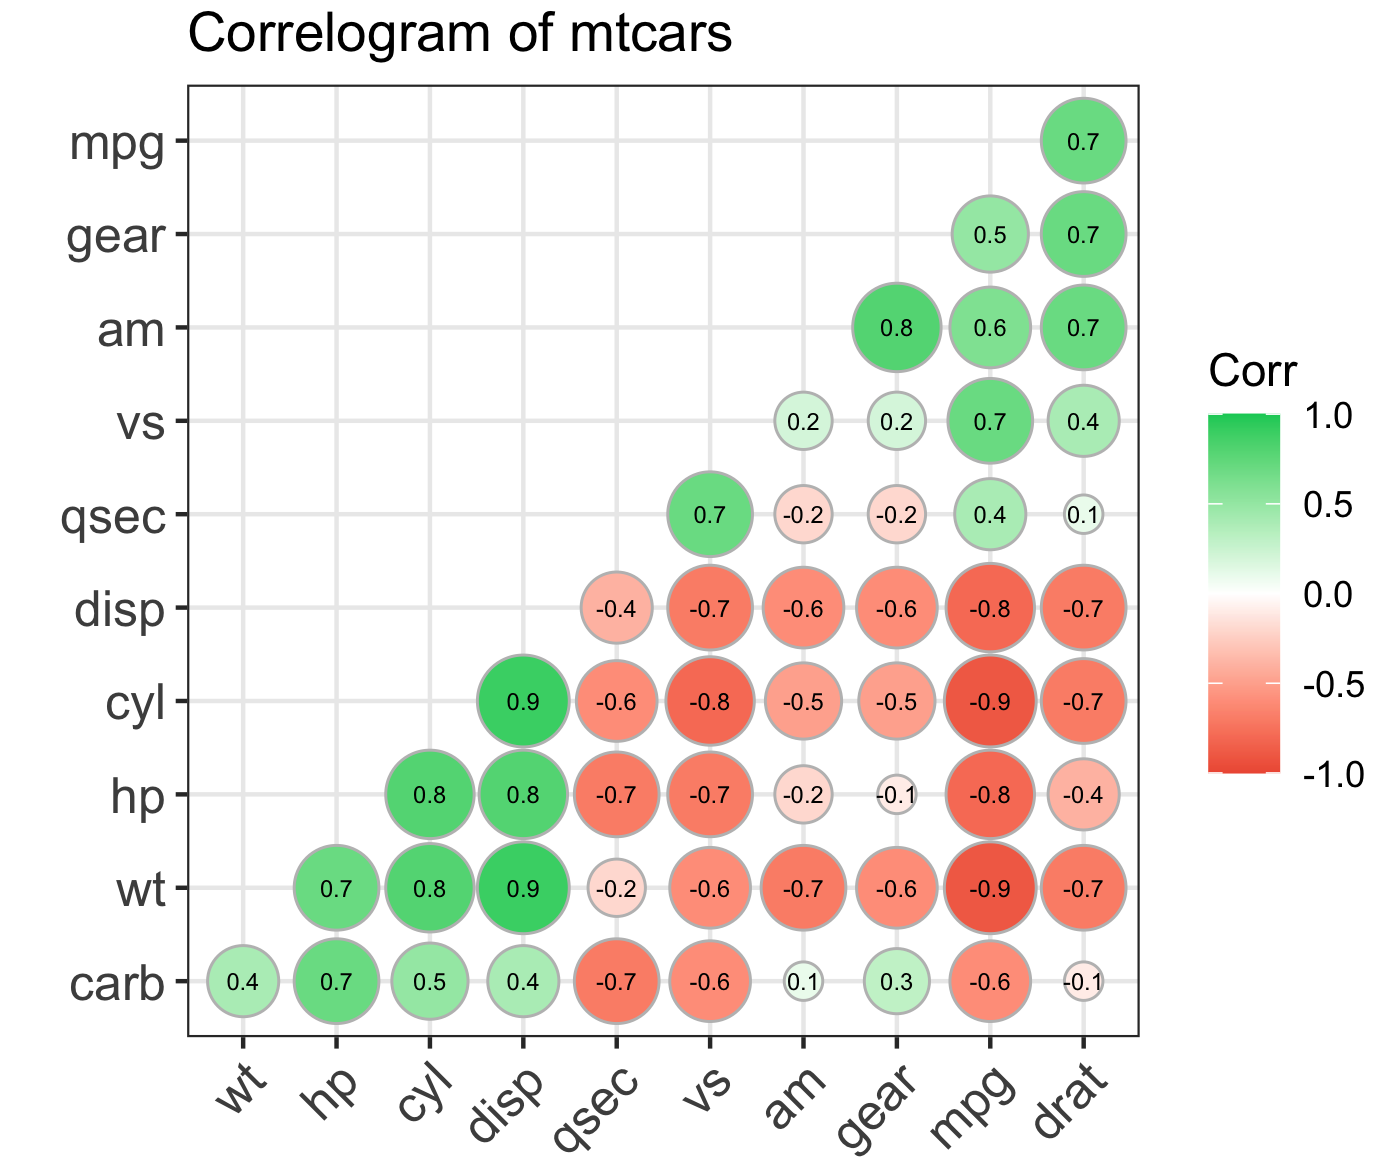 Correlogram of mtcars
mpg 0.7
gear 0.5 0.7
am 0.8 0.6 0.7
vs 0.2 0.2 0.7 0.4
qsec 0.7 -0.2 -0.2 0.4 0.1
disp -0.4 -0.7 -0.6 -0.6 -0.8 -0.7
cyl 0.9 -0.6 -0.8 -0.5 -0.5 -0.9 -0.7
hp 0.8 0.8 -0.7 -0.7 -0.2 -0.1 -0.8 -0.4
wt 0.7 0.8 0.9 -0.2 -0.6 -0.7 -0.6 -0.9 -0.7
carb 0.4 0.7 0.5 0.4 -0.7 -0.6 0.1 0.3 -0.6 -0.1
wt hp cyl disp qsec vs am gear mpg drat
Corr
1.0
0.5
0.0
-0.5
-1.0